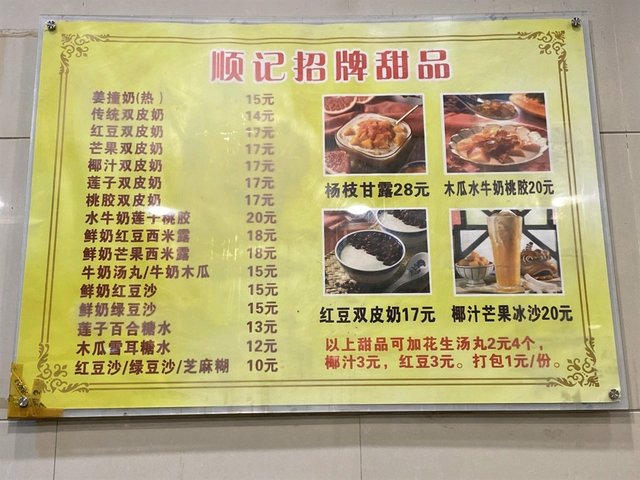 顺记招牌甜品
姜撞奶(热) 15元
传统双皮奶 14元
红豆双皮奶 17元
芒果双皮奶 17元
椰汁双皮奶 17元
莲子双皮奶 17元
桃胶双皮奶 17元
水牛奶莲子桃胶 20元
鲜奶红豆西米露 18元
鲜奶芒果西米露 18元
牛奶汤丸/牛奶木瓜 15元
鲜奶红豆沙 15元
鲜奶绿豆沙 15元
莲子百合糖水 13元
木瓜雪耳糖水 12元
红豆沙/绿豆沙/芝麻糊 10元
杨枝甘露28元
木瓜水牛奶桃胶20元
红豆双皮奶17元
椰汁芒果冰沙20元
以上甜品可加花生汤丸2元4个，
椰汁3元，红豆3元。打包1元/份。